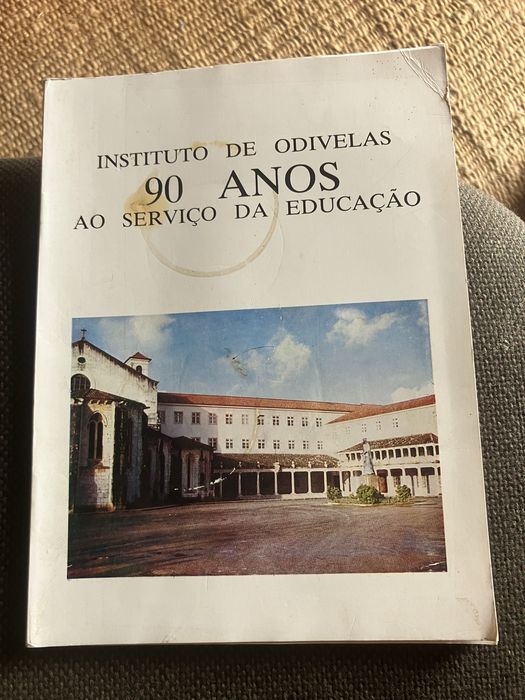 INSTITUTO DE ODIVELAS
90 ANOS
AO SERVIÇO DA EDUCAÇÃO